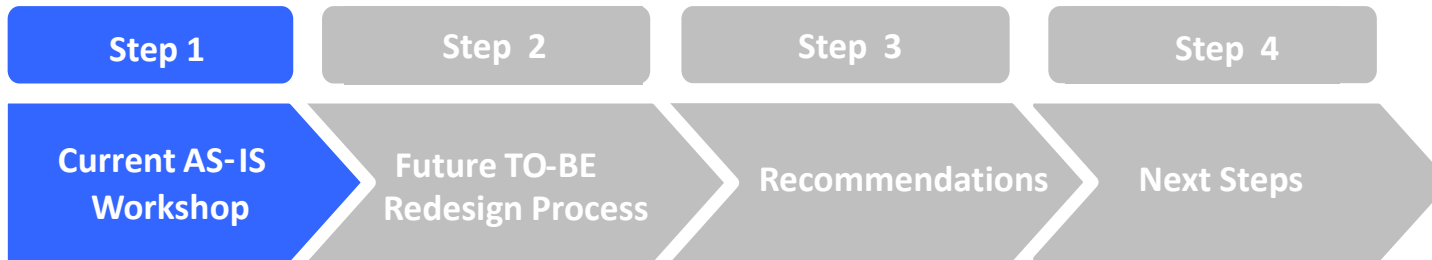 Step 1
Step 2
Step 3
Step 4
Current AS-IS
Workshop
Future TO-BE
Redesign Process
Recommendations
Next Steps